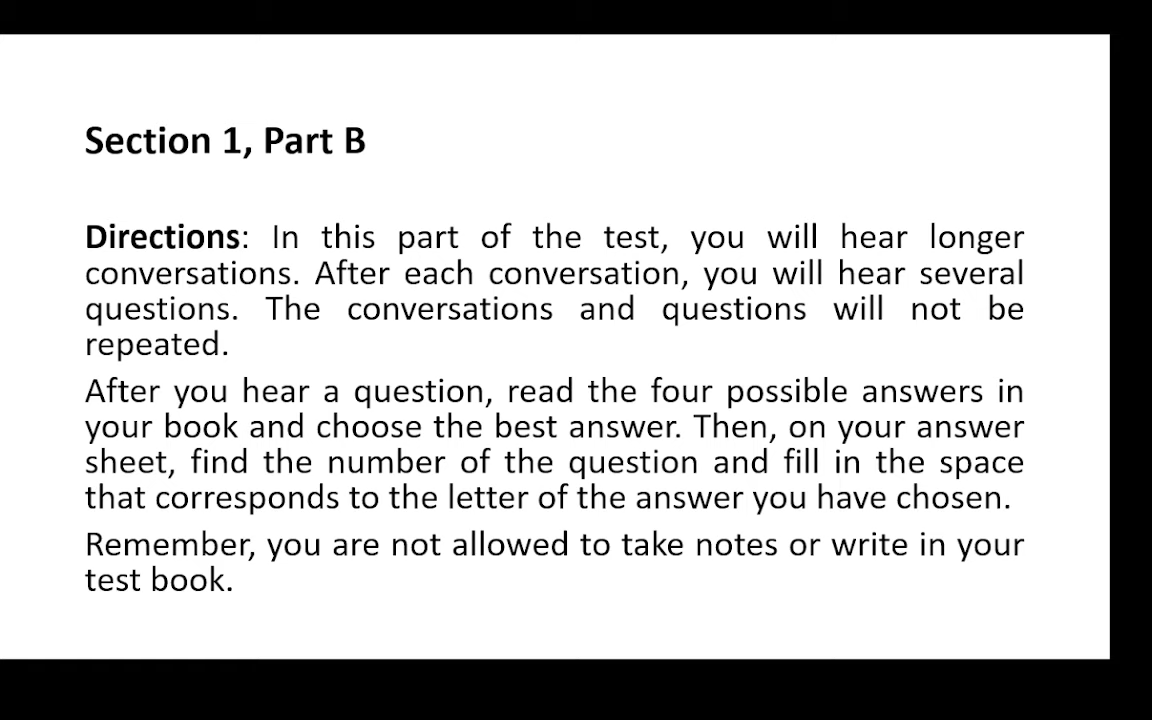 Section 1, Part B
Directions: In this part of the test, you will hear longer
conversations. After each conversation, you will hear several
questions. The conversations and questions will not be
repeated.
After you hear a question, read the four possible answers in
your book and choose the best answer. Then, on your answer
sheet, find the number of the question and fill in the space
that corresponds to the letter of the answer you have chosen.
Remember, you are not allowed to take notes or write in your
test book.